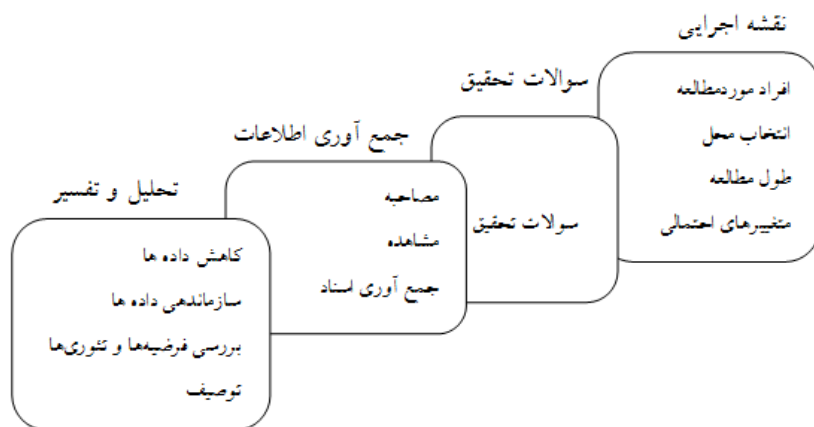 نقشه اجرایی
افراد موردمطالعه
انتخاب محل
طول مطالعه
متغییرهای احتمالی
سوالات تحقیق
سوالات تحقیق
جمع آوری اطلاعات
مصاحبه
مشاهده
جمع آوری اسناد
تحلیل و تفسیر
کاهش داده ها
سازماندهی داده ها
بررسی فرضیه‌ها و تئوری‌ها
توصیف